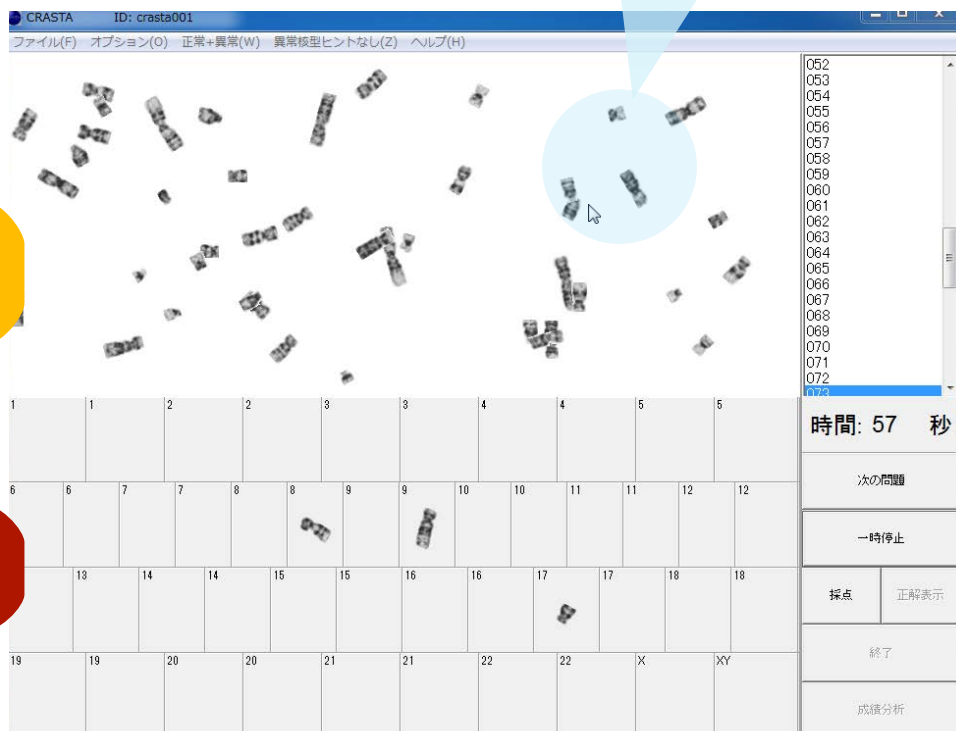 CRASTA ID: crasta001
ファイル(F) オプション(O) 正常+異常(W) 異常核型ヒントなし(Z) ヘルプ(H)
052
053
054
055
056
057
058
059
060
061
062
063
064
065
066
067
068
069
070
071
072
073
1 1 2 2 3 3 4 4 5 5
6 6 7 7 8 8 9 9 10 10 11 11 12 12
13 14 14 15 15 16 16 17 17 18 18
19 19 20 20 21 21 22 22 X XY
時間: 57 秒
次の問題
一時停止
採点 正解表示
終了
成績分析